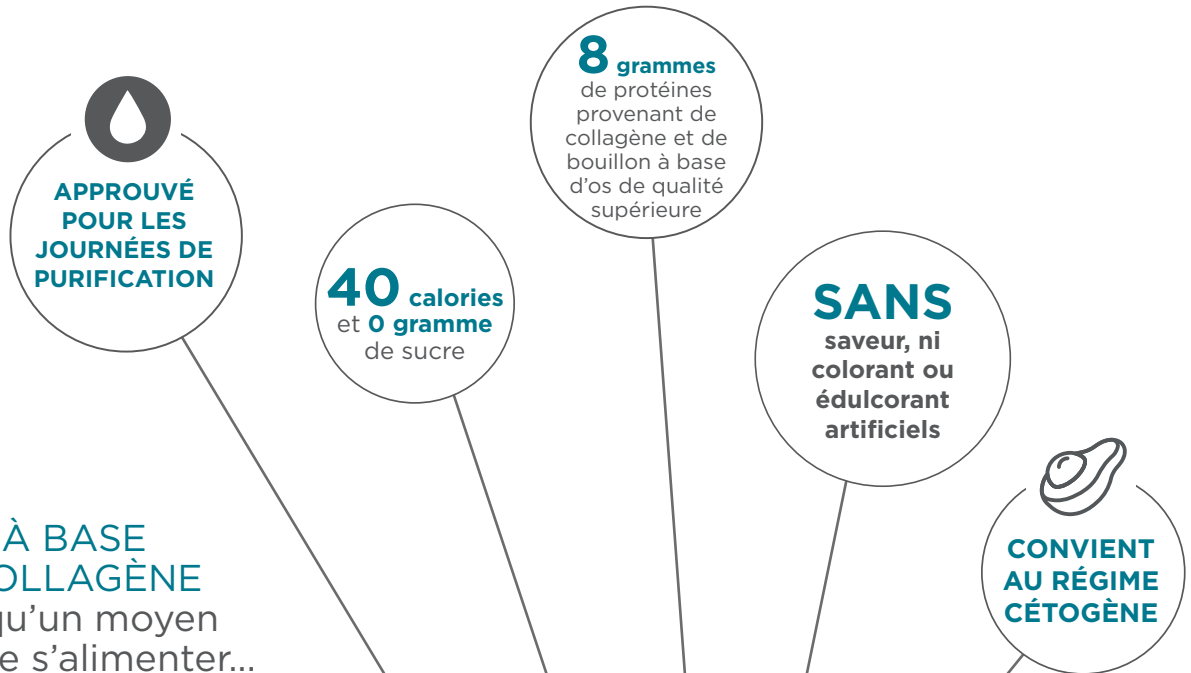 APPROUVÉ
POUR LES
JOURNÉES DE
PURIFICATION
40 calories
et 0 gramme
de sucre
8 grammes
de protéines
provenant de
collagène et de
bouillon à base
d'os de qualité
supérieure
SANS
saveur, ni
colorant ou
édulcorant
artificiels
CONVIENT
AU RÉGIME
CÉTOGÈNE
À BASE
OLLAGÈNE
qu'un moyen
e s'alimenter...